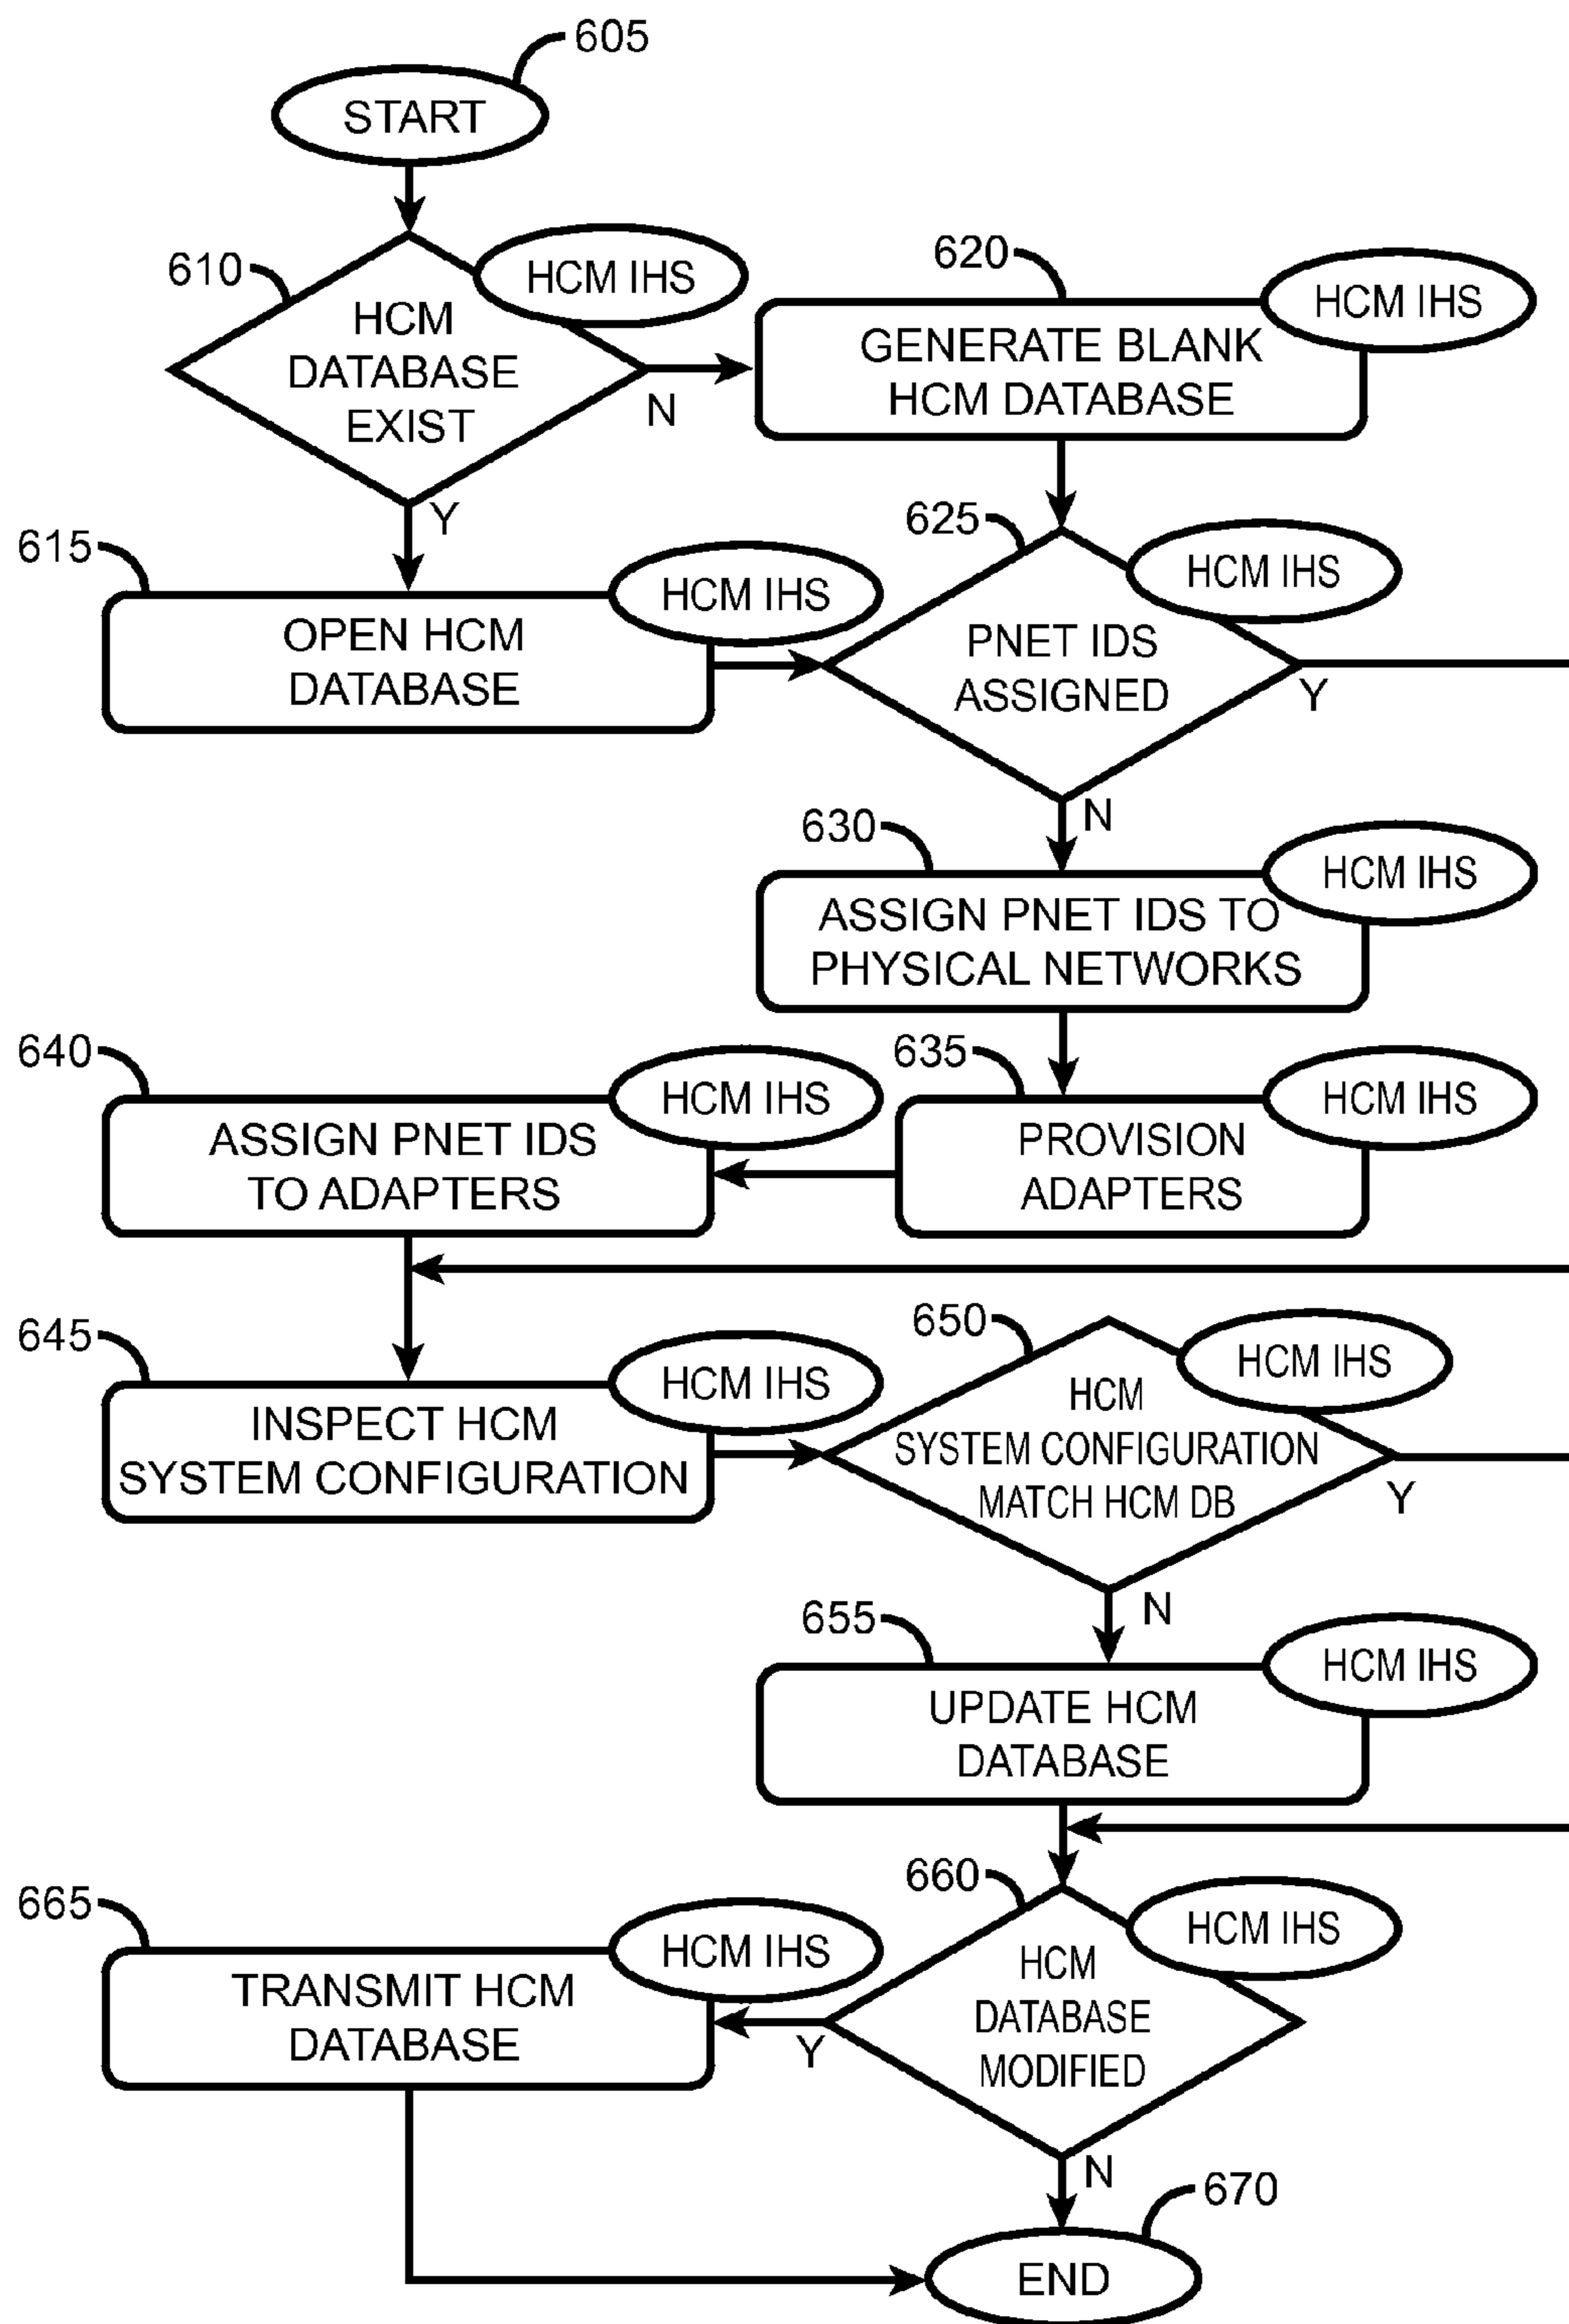 605
START
610
HCM IHS
HCM
DATABASE
EXIST
N
Y
620
HCM IHS
GENERATE BLANK
HCM DATABASE
615
HCM IHS
OPEN HCM
DATABASE
625
HCM IHS
PNET IDS
ASSIGNED
Y
N
630
HCM IHS
ASSIGN PNET IDS TO
PHYSICAL NETWORKS
640
HCM IHS
ASSIGN PNET IDS
TO ADAPTERS
635
HCM IHS
PROVISION
ADAPTERS
645
HCM IHS
INSPECT HCM
SYSTEM CONFIGURATION
650
HCM IHS
HCM
SYSTEM CONFIGURATION
MATCH HCM DB
Y
N
655
HCM IHS
UPDATE HCM
DATABASE
660
HCM IHS
HCM
DATABASE
MODIFIED
Y
N
665
HCM IHS
TRANSMIT HCM
DATABASE
670
END